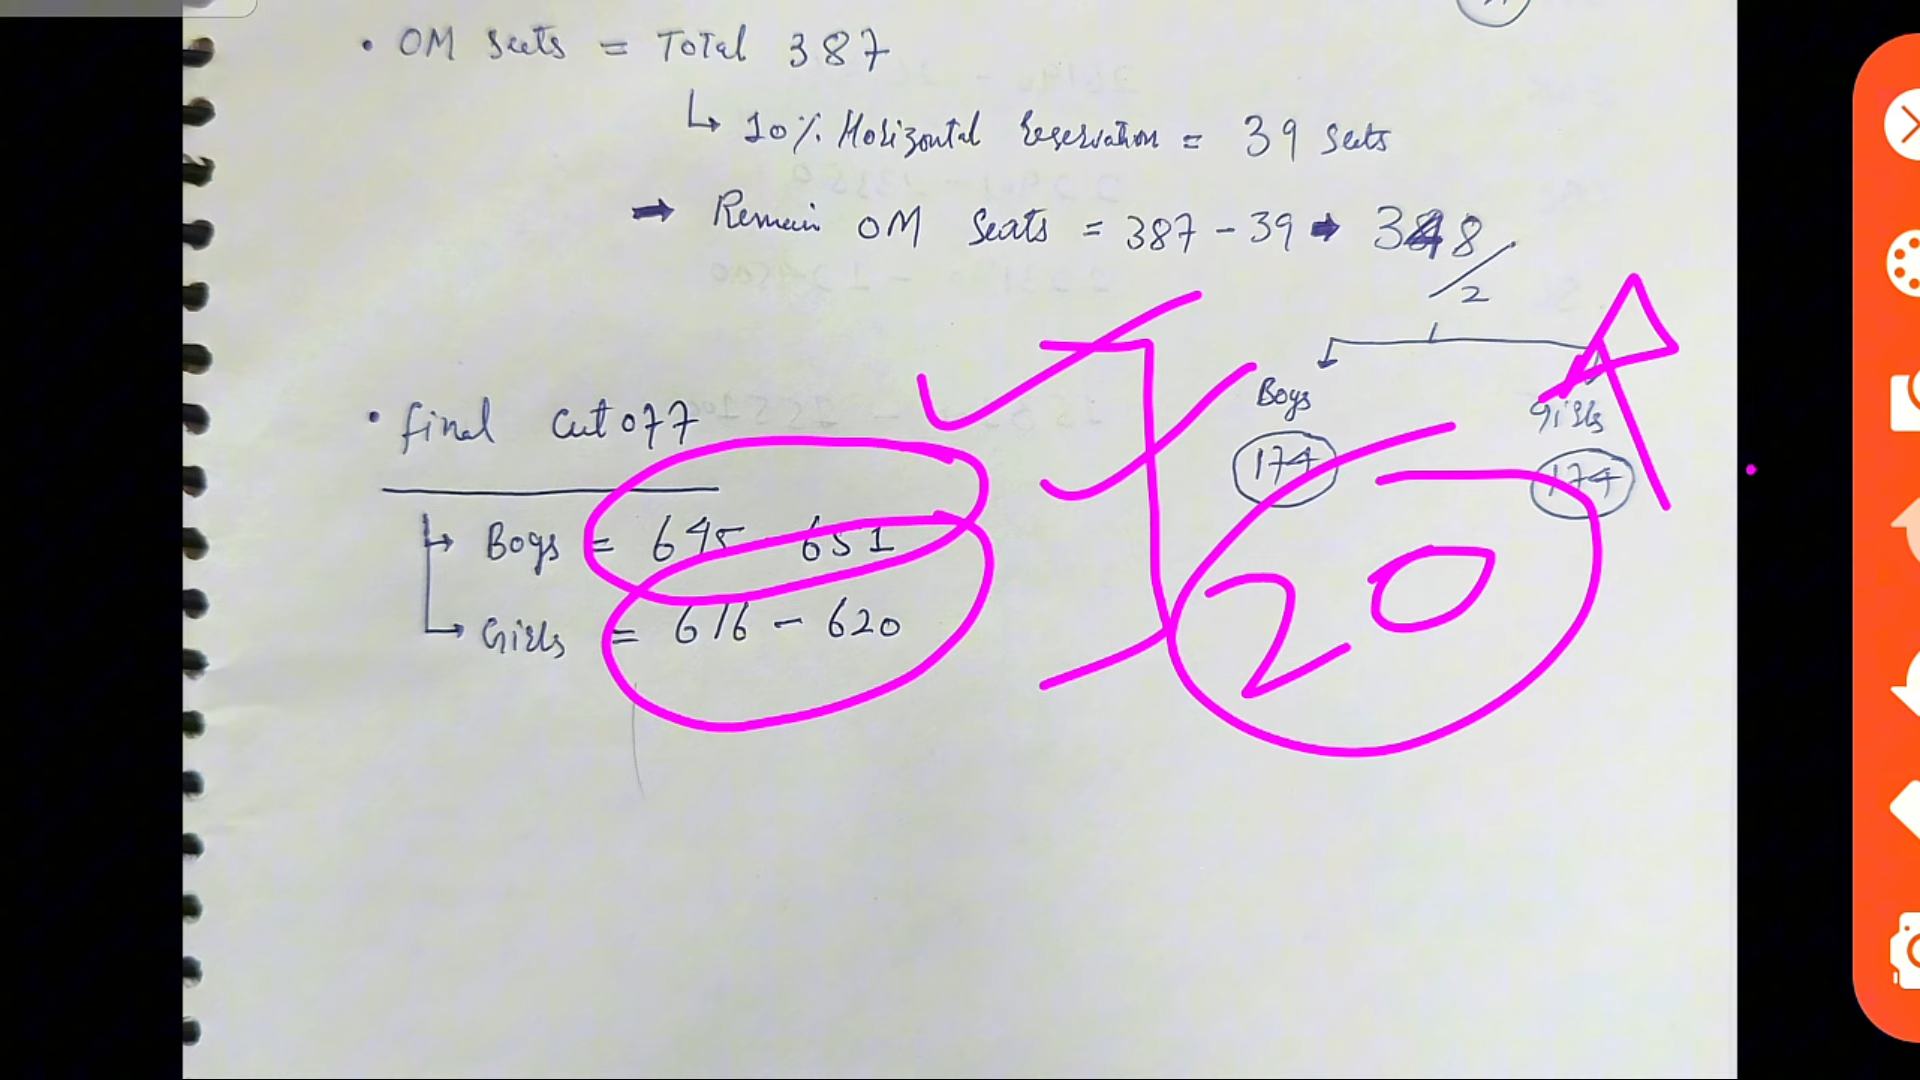 • OM Seats = Total 387
↳ 10% Horizontal Reservation = 39 Seats
➡ Remain OM Seats = 387 - 39 ➡ 348
/2
Boys Girls
174 174
• Final Cutoff
Boys = 645 - 651
Girls = 616 - 620
20